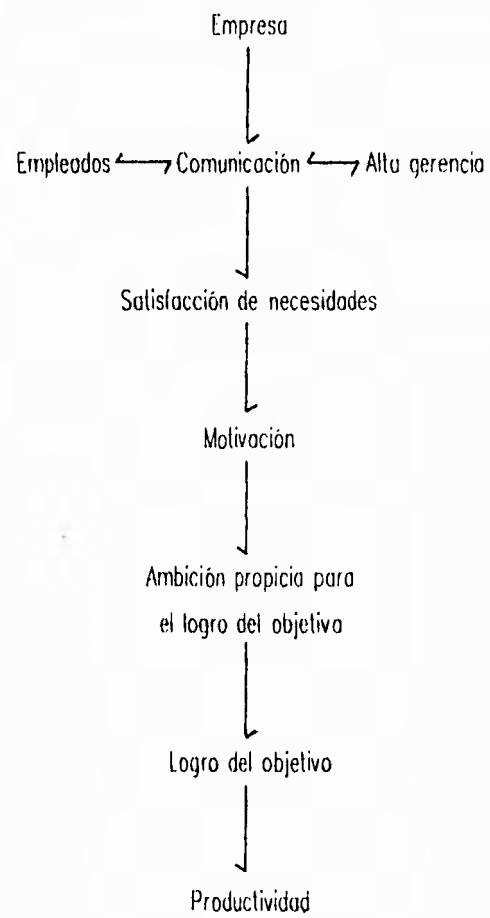 Empresa
Empleados Comunicación Alta gerencia
Satisfacción de necesidades
Motivación
Ambición propicia para
el logro del objetiva
Logro del objetivo
Productividad